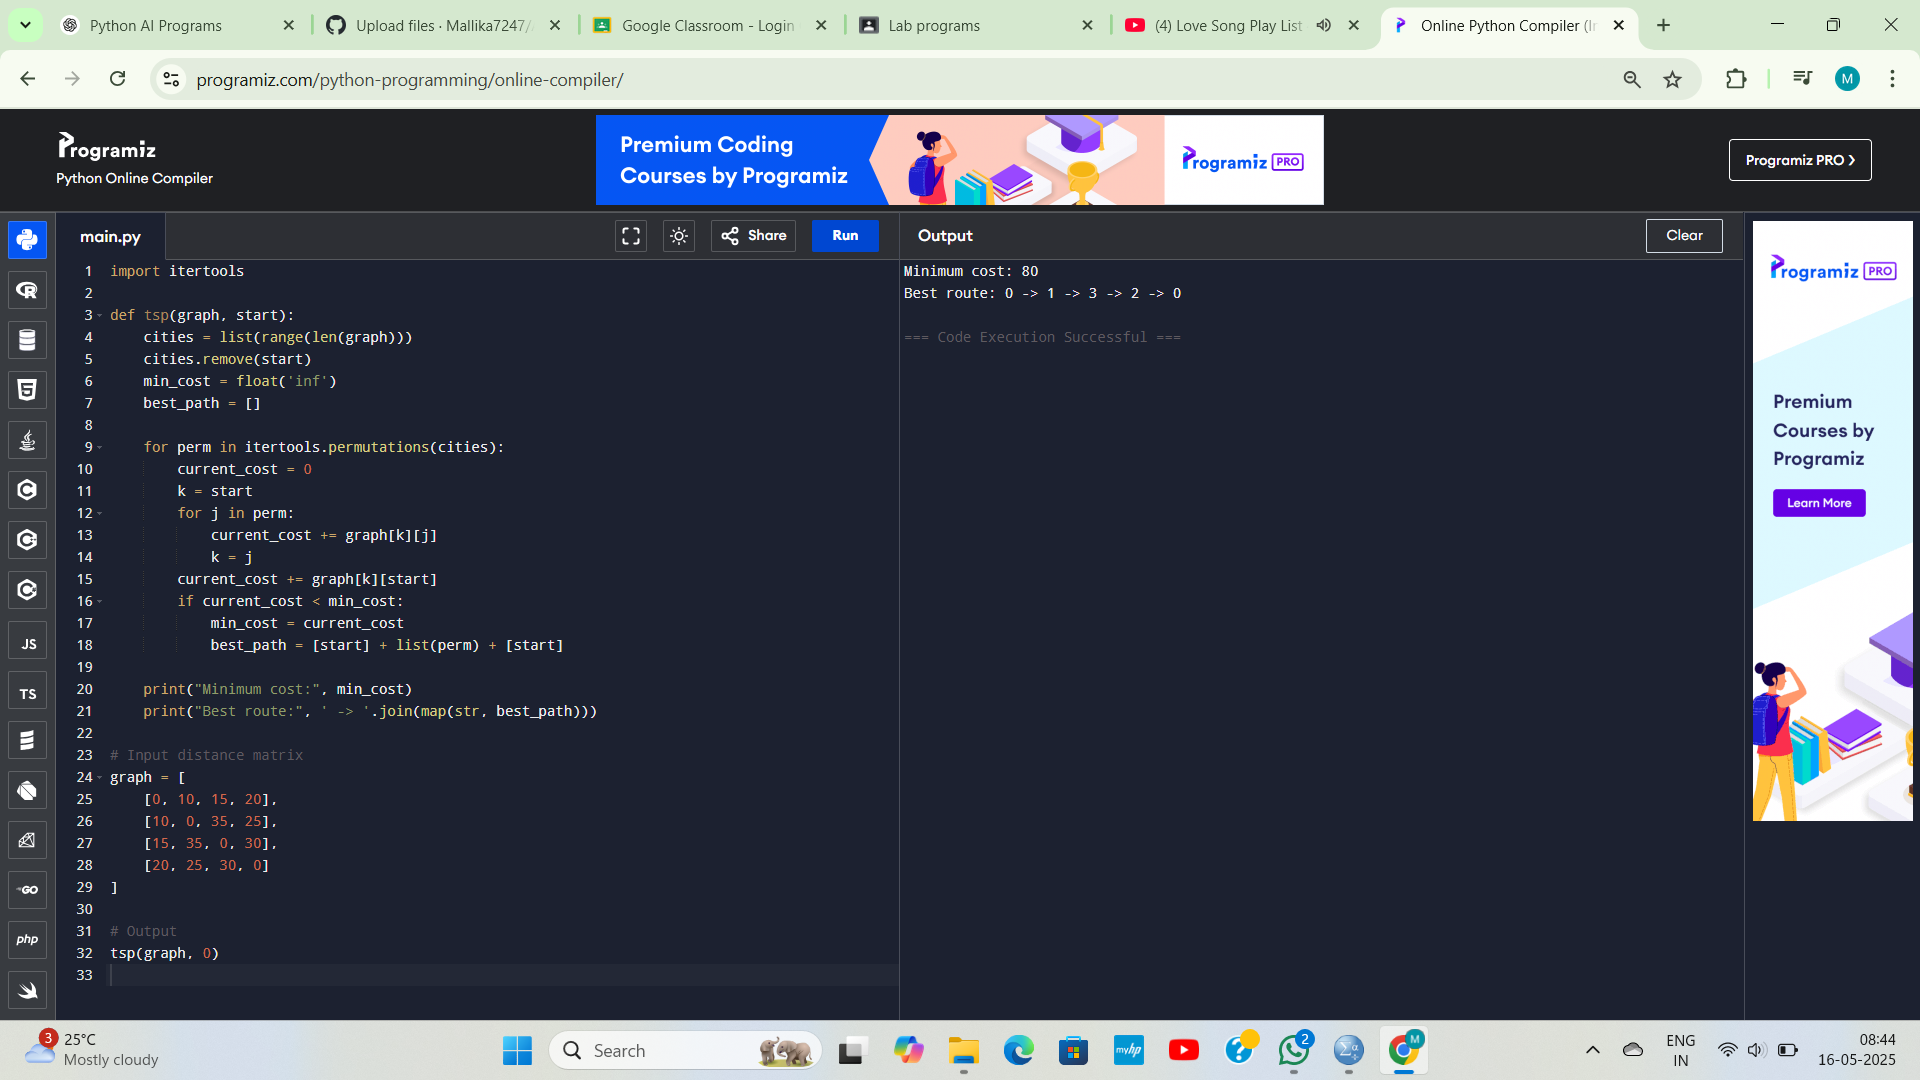 Python AI Programs
Upload files · Mallika7247/
Google Classroom - Login
Lab programs
(4) Love Song Play List
Online Python Compiler (In
programiz.com/python-programming/online-compiler/
M
Programiz
Python Online Compiler
Premium Coding
Courses by Programiz
Programiz PRO
Programiz PRO
main.py
Share
Run
Output
Clear
1 import itertools
2
3 def tsp(graph, start):
4 cities = list(range(len(graph)))
5 cities.remove(start)
6 min_cost = float('inf')
7 best_path = []
8
9 for perm in itertools.permutations(cities):
10 current_cost = 0
11 k = start
12 for j in perm:
13 current_cost += graph[k][j]
14 k = j
15 current_cost += graph[k][start]
16 if current_cost < min_cost:
17 min_cost = current_cost
18 best_path = [start] + list(perm) + [start]
19
20 print("Minimum cost:", min_cost)
21 print("Best route:", ' -> '.join(map(str, best_path)))
22
23 # Input distance matrix
24 graph = [
25 [0, 10, 15, 20],
26 [10, 0, 35, 25],
27 [15, 35, 0, 30],
28 [20, 25, 30, 0]
29 ]
30
31 # Output
32 tsp(graph, 0)
33
Minimum cost: 80
Best route: 0 -> 1 -> 3 -> 2 -> 0
=== Code Execution Successful ===
JS
TS
GO
php
Programiz PRO
Premium
Courses by
Programiz
Learn More
3
25°C
Mostly cloudy
Search
myhp
2
M
ENG
IN
08:44
16-05-2025